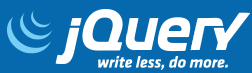 jQuery
write less, do more.